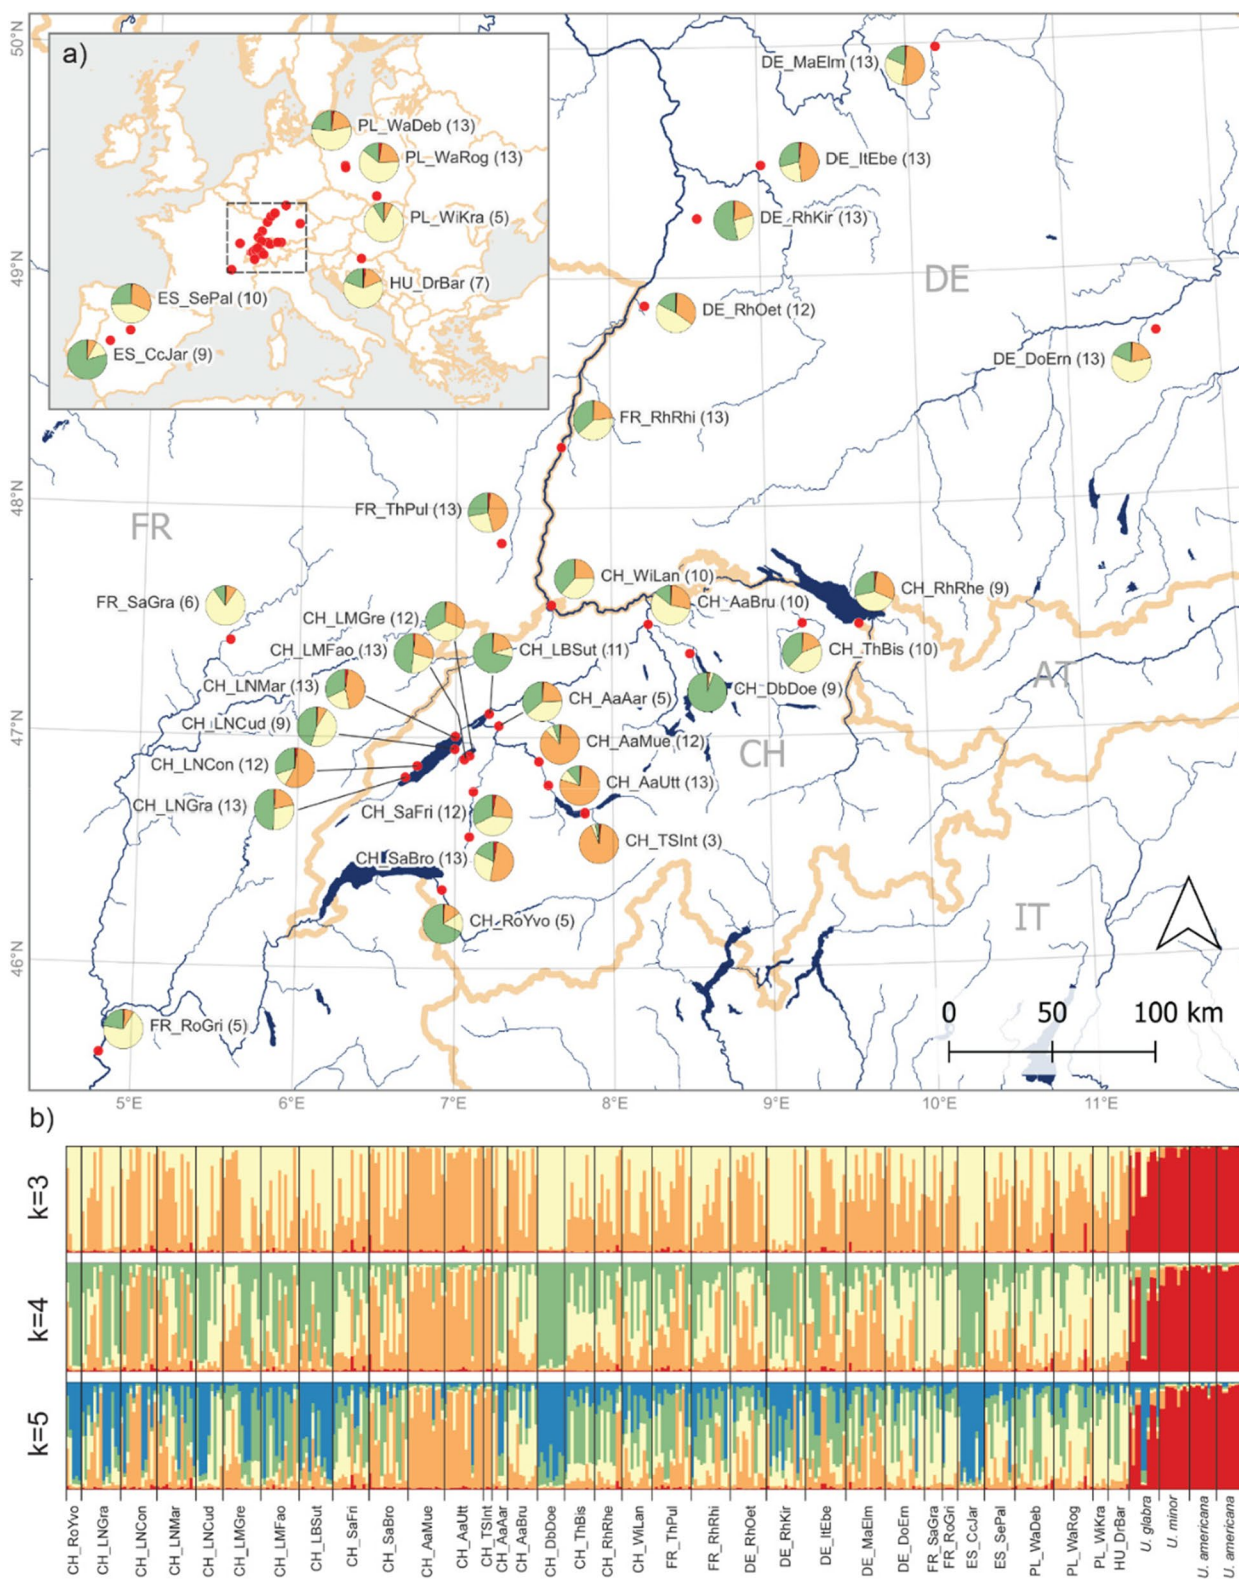 a)
PL_WaDeb (13)
PL_WaRog (13)
PL_WiKra (5)
HU_DrBar (7)
ES_SePal (10)
ES_CcJar (9)
50°N
49°N
48°N
47°N
46°N
DE_MaElm (13)
DE_ItEbe (13)
DE_RhKir (13)
DE
DE_RhOet (12)
DE_DoErn (13)
FR_RhRhi (13)
FR_ThPul (13)
FR
CH_WiLan (10)
CH_RhRhe (9)
FR_SaGra (6)
CH_LMGre (12)
CH_AaBru (10)
CH_LMFao (13)
CH_LBSut (11)
CH_ThBis (10)
AT
CH_LNMar (13)
CH_AaAar (5)
CH_DbDoe (9)
CH_LNCud (9)
CH_AaMue (12)
CH
CH_LNCon (12)
CH_AaUtt (13)
CH_LNGra (13)
CH_SaFri (12)
CH_TSInt (3)
CH_SaBro (13)
CH_RoYvo (5)
IT
FR_RoGri (5)
0 50 100 km
5°E 6°E 7°E 8°E 9°E 10°E 11°E
b)
k=3
k=4
k=5
CH_RoYvo
CH_LNGra
CH_LNCon
CH_LNMar
CH_LNCud
CH_LMGre
CH_LMFao
CH_LBSut
CH_SaFri
CH_SaBro
CH_AaMue
CH_AaUtt
CH_TSInt
CH_AaAar
CH_AaBru
CH_DbDoe
CH_ThBis
CH_RhRhe
CH_WiLan
FR_ThPul
FR_RhRhi
DE_RhOet
DE_RhKir
DE_ItEbe
DE_MaElm
DE_DoErn
FR_SaGra
FR_RoGri
ES_CcJar
ES_SePal
PL_WaDeb
PL_WaRog
PL_WiKra
HU_DrBar
U. glabra
U. minor
U. americana
U. americana